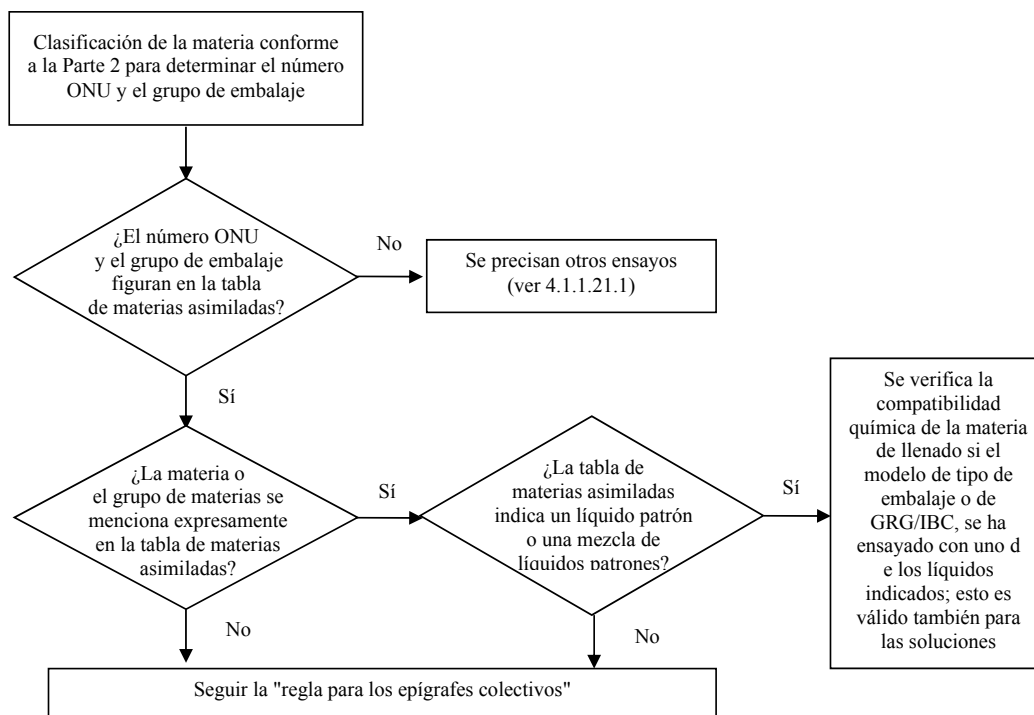 Clasificación de la materia conforme
a la Parte 2 para determinar el número
ONU y el grupo de embalaje
¿El número ONU
y el grupo de embalaje
figuran en la tabla
de materias asimiladas?
No
Se precisan otros ensayos
(ver 4.1.1.21.1)
Sí
¿La materia o
el grupo de materias se
menciona expresamente
en la tabla de materias
asimiladas?
Sí
¿La tabla de
materias asimiladas
indica un líquido patrón
o una mezcla de
líquidos patrones?
Sí
Se verifica la
compatibilidad
química de la materia
de llenado si el
modelo de tipo de
embalaje o de
GRG/IBC, se ha
ensayado con uno d
e los líquidos
indicados; esto es
válido también para
las soluciones
No
No
Seguir la "regla para los epígrafes colectivos"